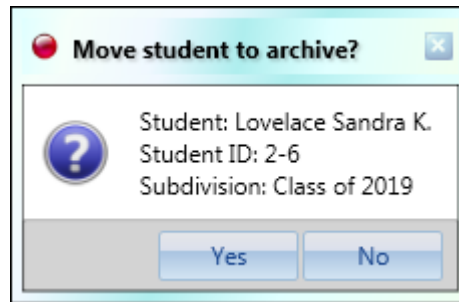 Move student to archive?
Student: Lovelace Sandra K.
Student ID: 2-6
Subdivision: Class of 2019
Yes No